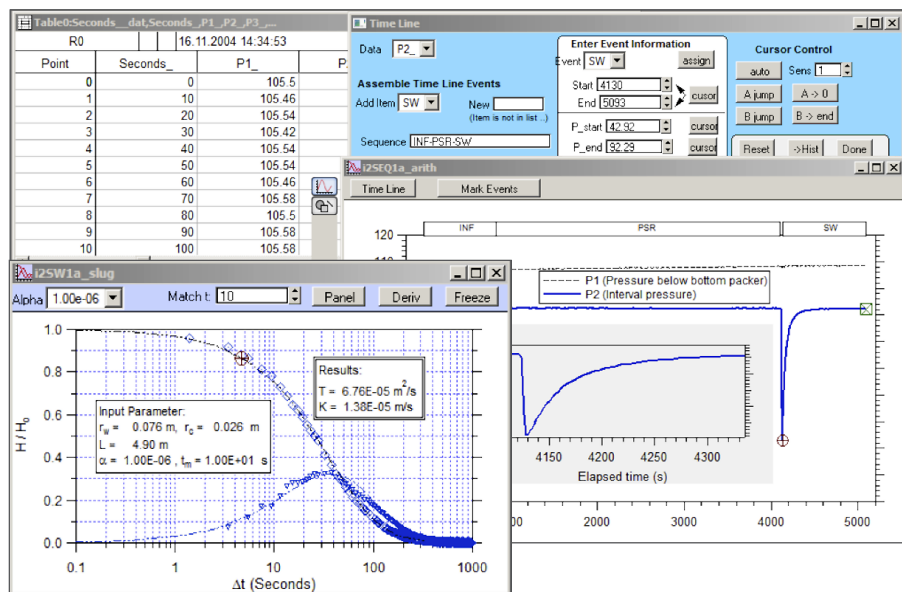 Table0:Seconds__dat,Seconds_,P1_,P2_,P3_,...
R0 16.11.2004 14:34:53
Point Seconds_ P1_
0 0 105.5
1 10 105.46
2 20 105.54
3 30 105.42
4 40 105.54
5 50 105.54
6 60 105.46
7 70 105.58
8 80 105.5
9 90 105.58
10 100 105.58
Time Line
Data P2_
Assemble Time Line Events
Add Item SW New
(Item is not in list ..)
Sequence INF-PSR-SW
Enter Event Information
Event SW assign
Start 4130
End 5093
cusor
P_start 42.92 cursor
P_end 92.29 cursor
Cursor Control
auto Sens 1
A jump A -> 0
B jump B -> end
Reset ->Hist Done
i2SEQ1a_arith
Time Line Mark Events
INF PSR SW
120
P1 (Pressure below bottom packer)
P2 (Interval pressure)
4150 4200 4250 4300
Elapsed time (s)
2000 3000 4000 5000
i2SW1a_slug
Alpha 1.00e-06 Match t: 10 Panel Deriv Freeze
1.0
0.8
0.6
0.4
0.2
0.0
H / H0
Results:
T = 6.76E-05 m²/s
K = 1.38E-05 m/s
Input Parameter:
rw = 0.076 m, rc = 0.026 m
L = 4.90 m
α = 1.00E-06 , tm = 1.00E+01 s
0.1 1 10 100 1000
Δt (Seconds)